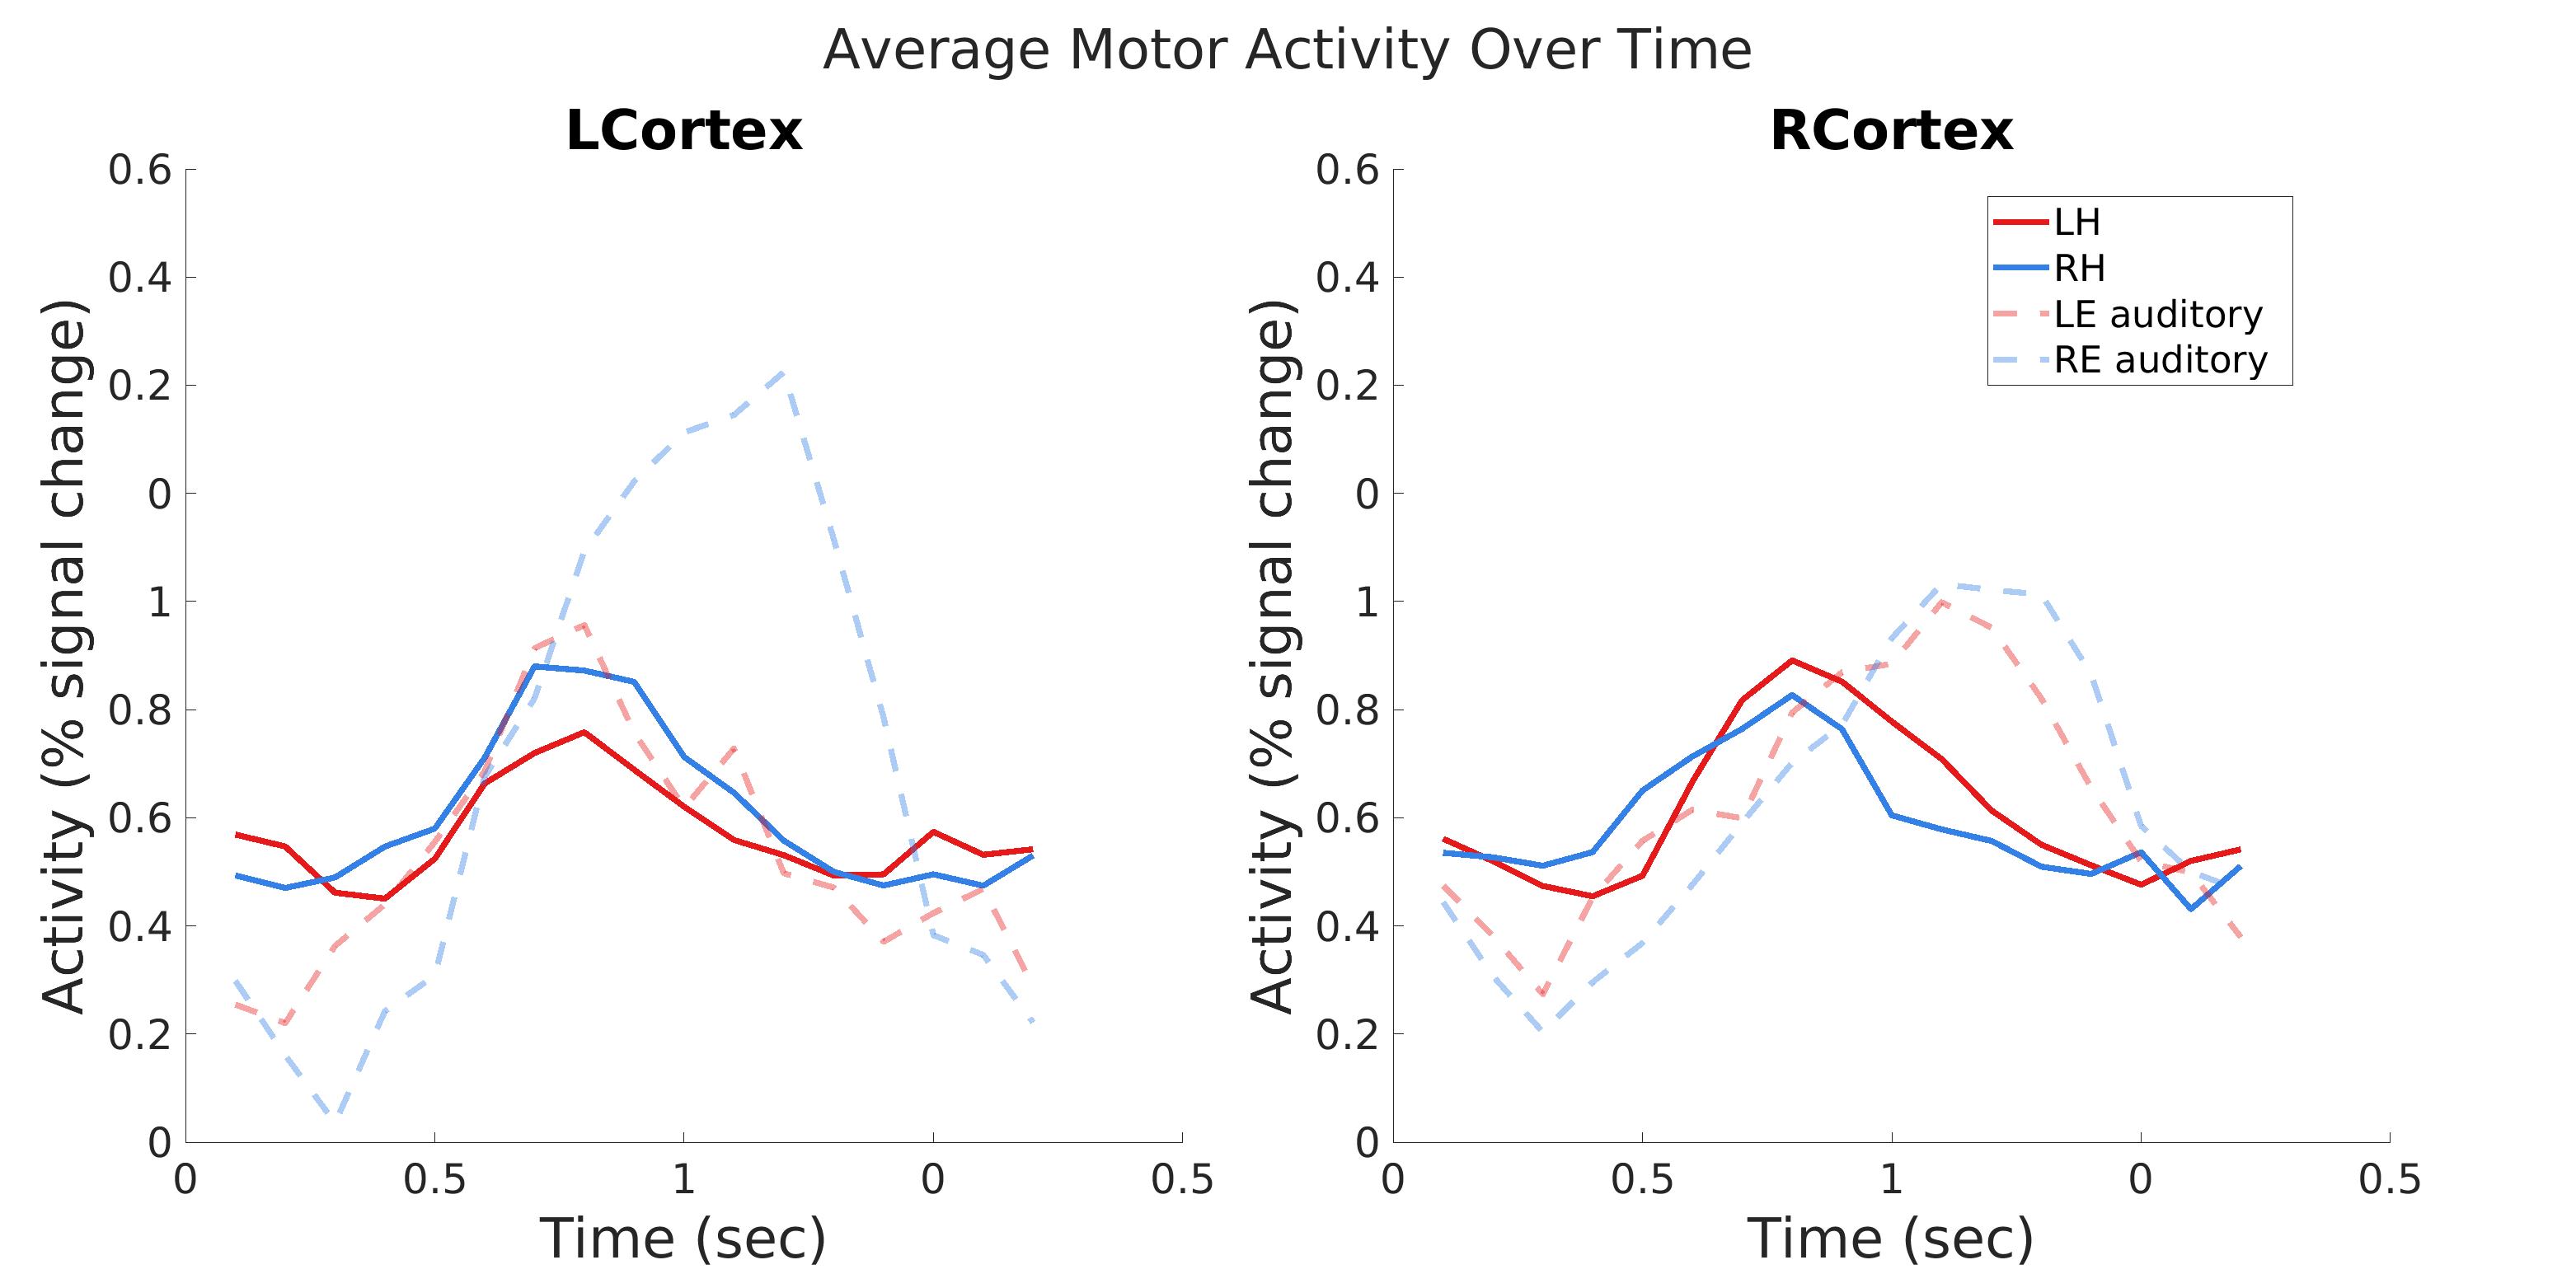 Average Motor Activity Over Time
LCortex
0.6
0.4
0.2
0
1
0.8
0.6
0.4
0.2
0
Activity (% signal change)
0 0.5 1 0 0.5
Time (sec)
RCortex
0.6
0.4
0.2
0
1
0.8
0.6
0.4
0.2
0
Activity (% signal change)
0 0.5 1 0 0.5
Time (sec)
LH
RH
LE auditory
RE auditory